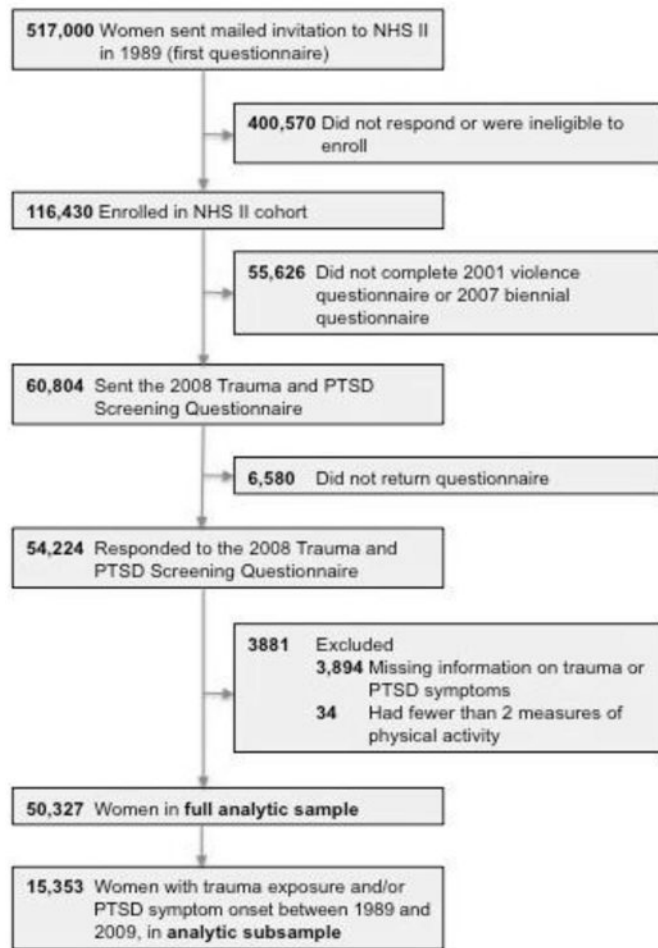 517,000 Women sent mailed invitation to NHS II
in 1989 (first questionnaire)
400,570 Did not respond or were ineligible to
enroll
116,430 Enrolled in NHS II cohort
55,626 Did not complete 2001 violence
questionnaire or 2007 biennial
questionnaire
60,804 Sent the 2008 Trauma and PTSD
Screening Questionnaire
6,580 Did not return questionnaire
54,224 Responded to the 2008 Trauma and
PTSD Screening Questionnaire
3881 Excluded
3,894 Missing information on trauma or
PTSD symptoms
34 Had fewer than 2 measures of
physical activity
50,327 Women in full analytic sample
15,353 Women with trauma exposure and/or
PTSD symptom onset between 1989 and
2009, in analytic subsample